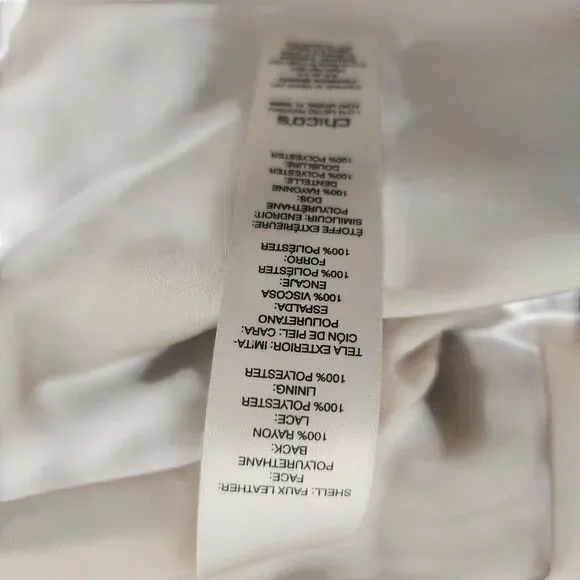 SHELL: FAUX LEATHER:
FACE:
POLYURETHANE
BACK:
100% RAYON
LACE:
100% POLYESTER
LINING:
100% POLYESTER
TELA EXTERIOR: IMITA-
CIÓN DE PIEL: CARA:
POLIURETANO
ESPALDA:
100% VISCOSA
ENCAJE:
100% POLIÉSTER
FORRO:
100% POLIÉSTER
ÉTOFFE EXTÉRIEURE:
SIMILICUIR: ENDROIT:
POLYURÉTHANE
DOS:
100% RAYONNE
DENTELLE:
100% POLYESTER
DOUBLURE:
100% POLYESTER
chico's